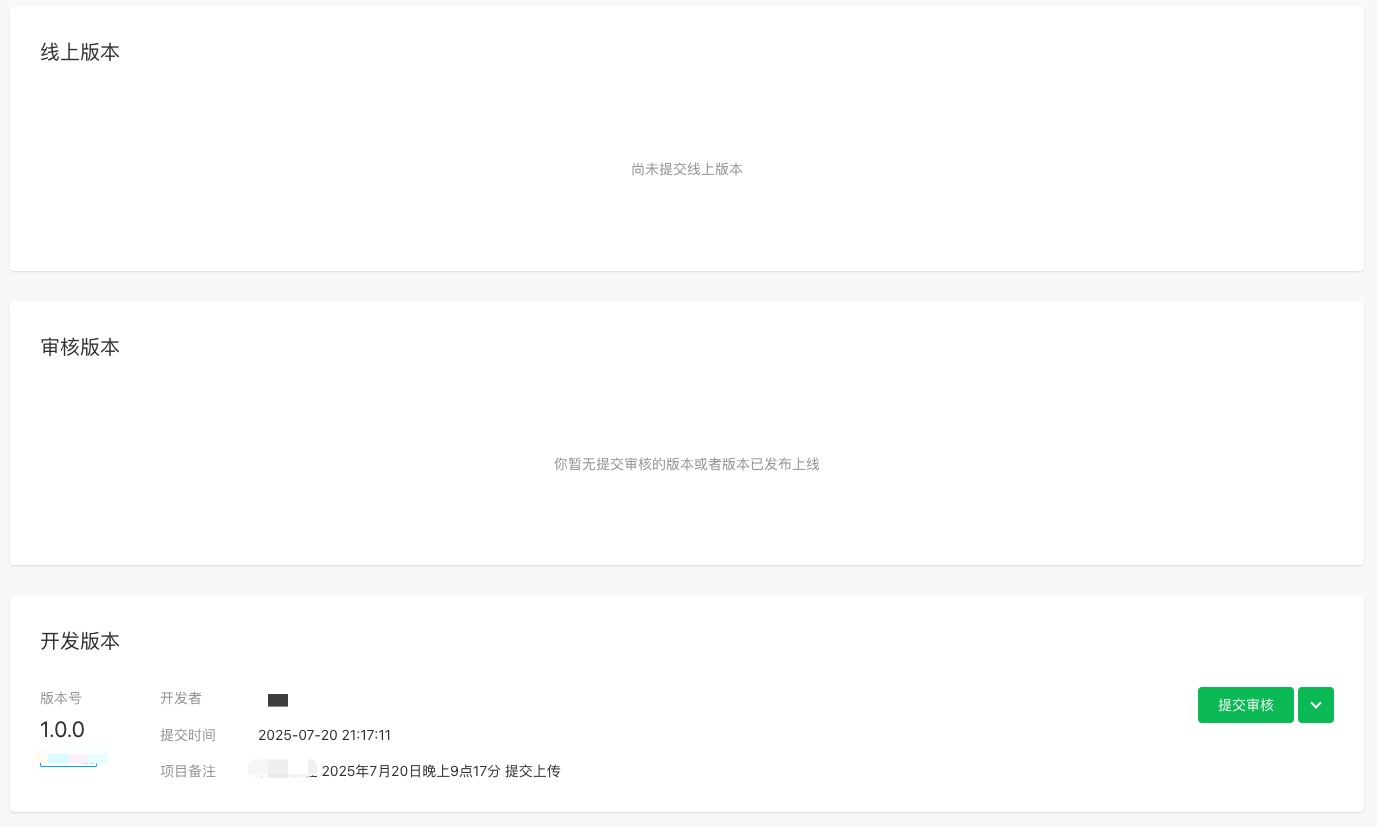 线上版本
尚未提交线上版本
审核版本
你暂无提交审核的版本或者版本已发布上线
开发版本
版本号
1.0.0
开发者
提交时间 2025-07-20 21:17:11
项目备注 2025年7月20日晚上9点17分 提交上传
提交审核